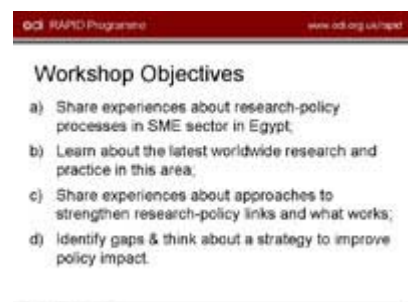 odi RAPID Programme
www.odi.org.uk/rapid
Workshop Objectives
a) Share experiences about research-policy
processes in SME sector in Egypt;
b) Learn about the latest worldwide research and
practice in this area;
c) Share experiences about approaches to
strengthen research-policy links and what works;
d) Identify gaps & think about a strategy to improve
policy impact.